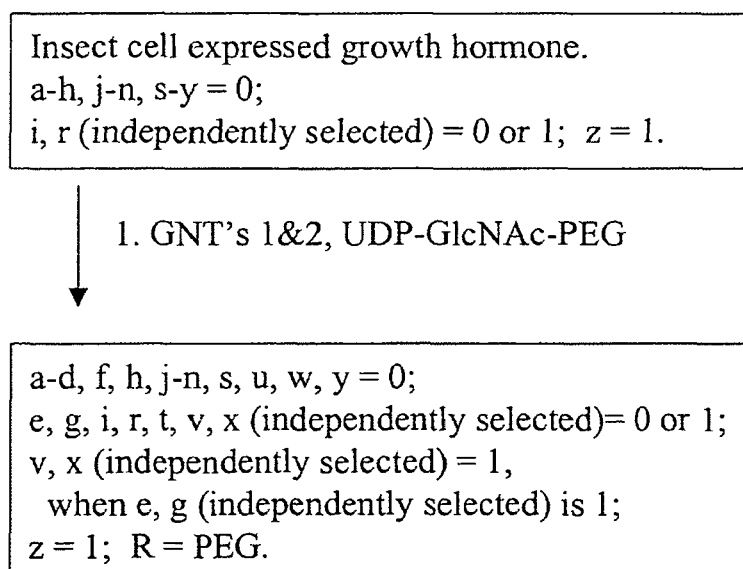 Insect cell expressed growth hormone.
a-h, j-n, s-y = 0;
i, r (independently selected) = 0 or 1; z = 1.
1. GNT's 1&2, UDP-GlcNAc-PEG
a-d, f, h, j-n, s, u, w, y = 0;
e, g, i, r, t, v, x (independently selected)= 0 or 1;
v, x (independently selected) = 1,
when e, g (independently selected) is 1;
z = 1; R = PEG.